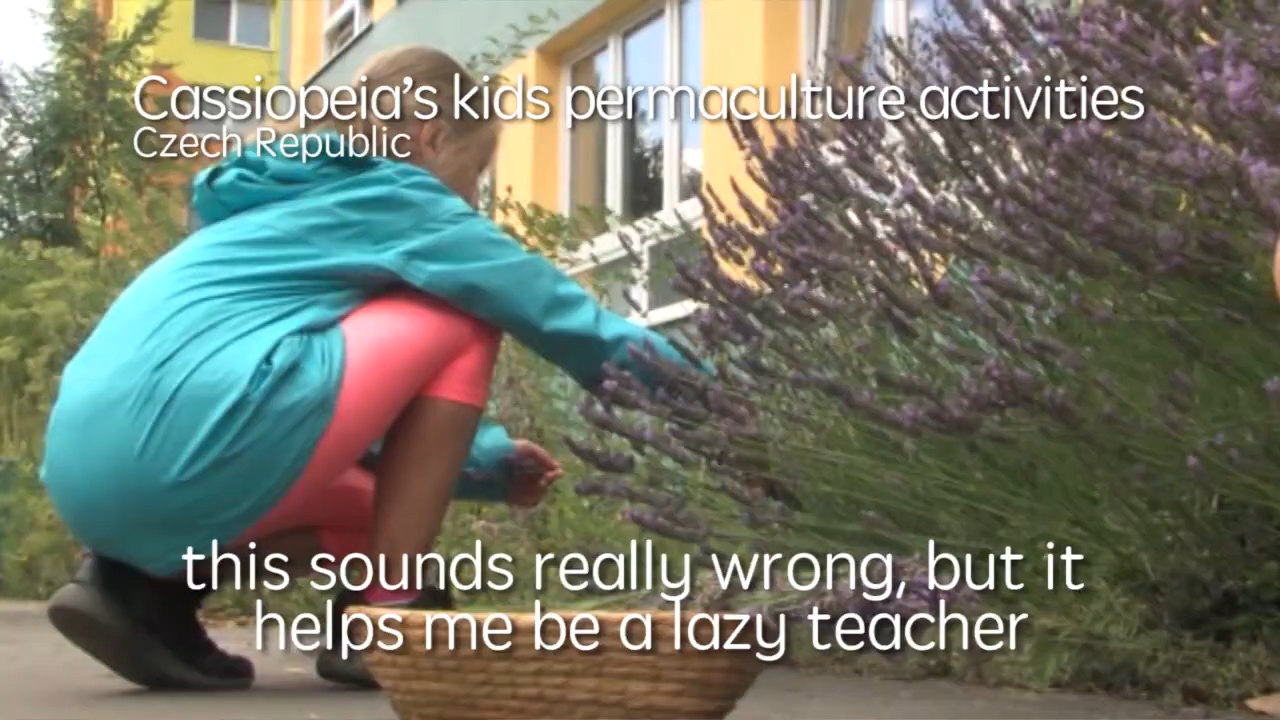 Cassiopeia's kids permaculture activities
Czech Republic
this sounds really wrong, but it
helps me be a lazy teacher